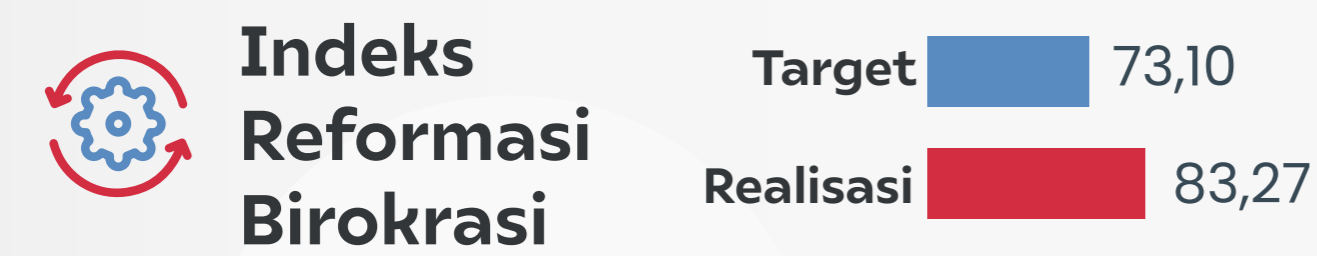 Indeks
Reformasi
Birokrasi
Target 73,10
Realisasi 83,27